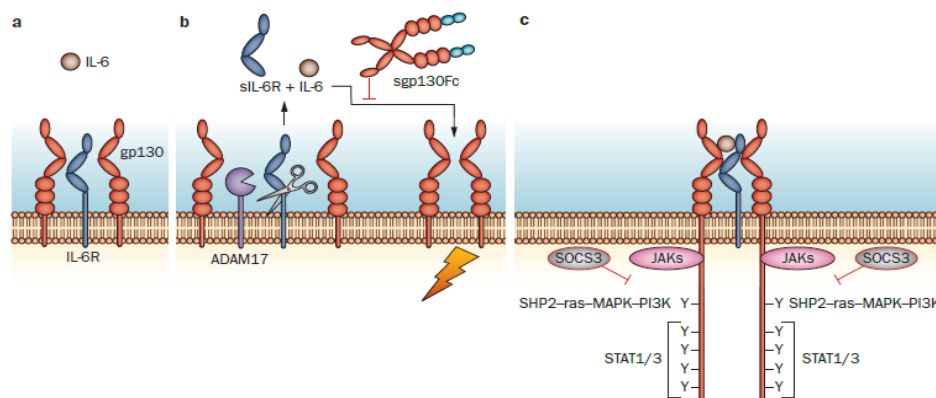 a
IL-6
gp130
IL-6R
b
sIL-6R + IL-6
sgp130Fc
ADAM17
c
SOCS3
JAKs
JAKs
SOCS3
SHP2–ras–MAPK–PI3K
Y
Y
SHP2–ras–MAPK–PI3K
STAT1/3
Y
Y
Y
Y
Y
Y
Y
Y
STAT1/3